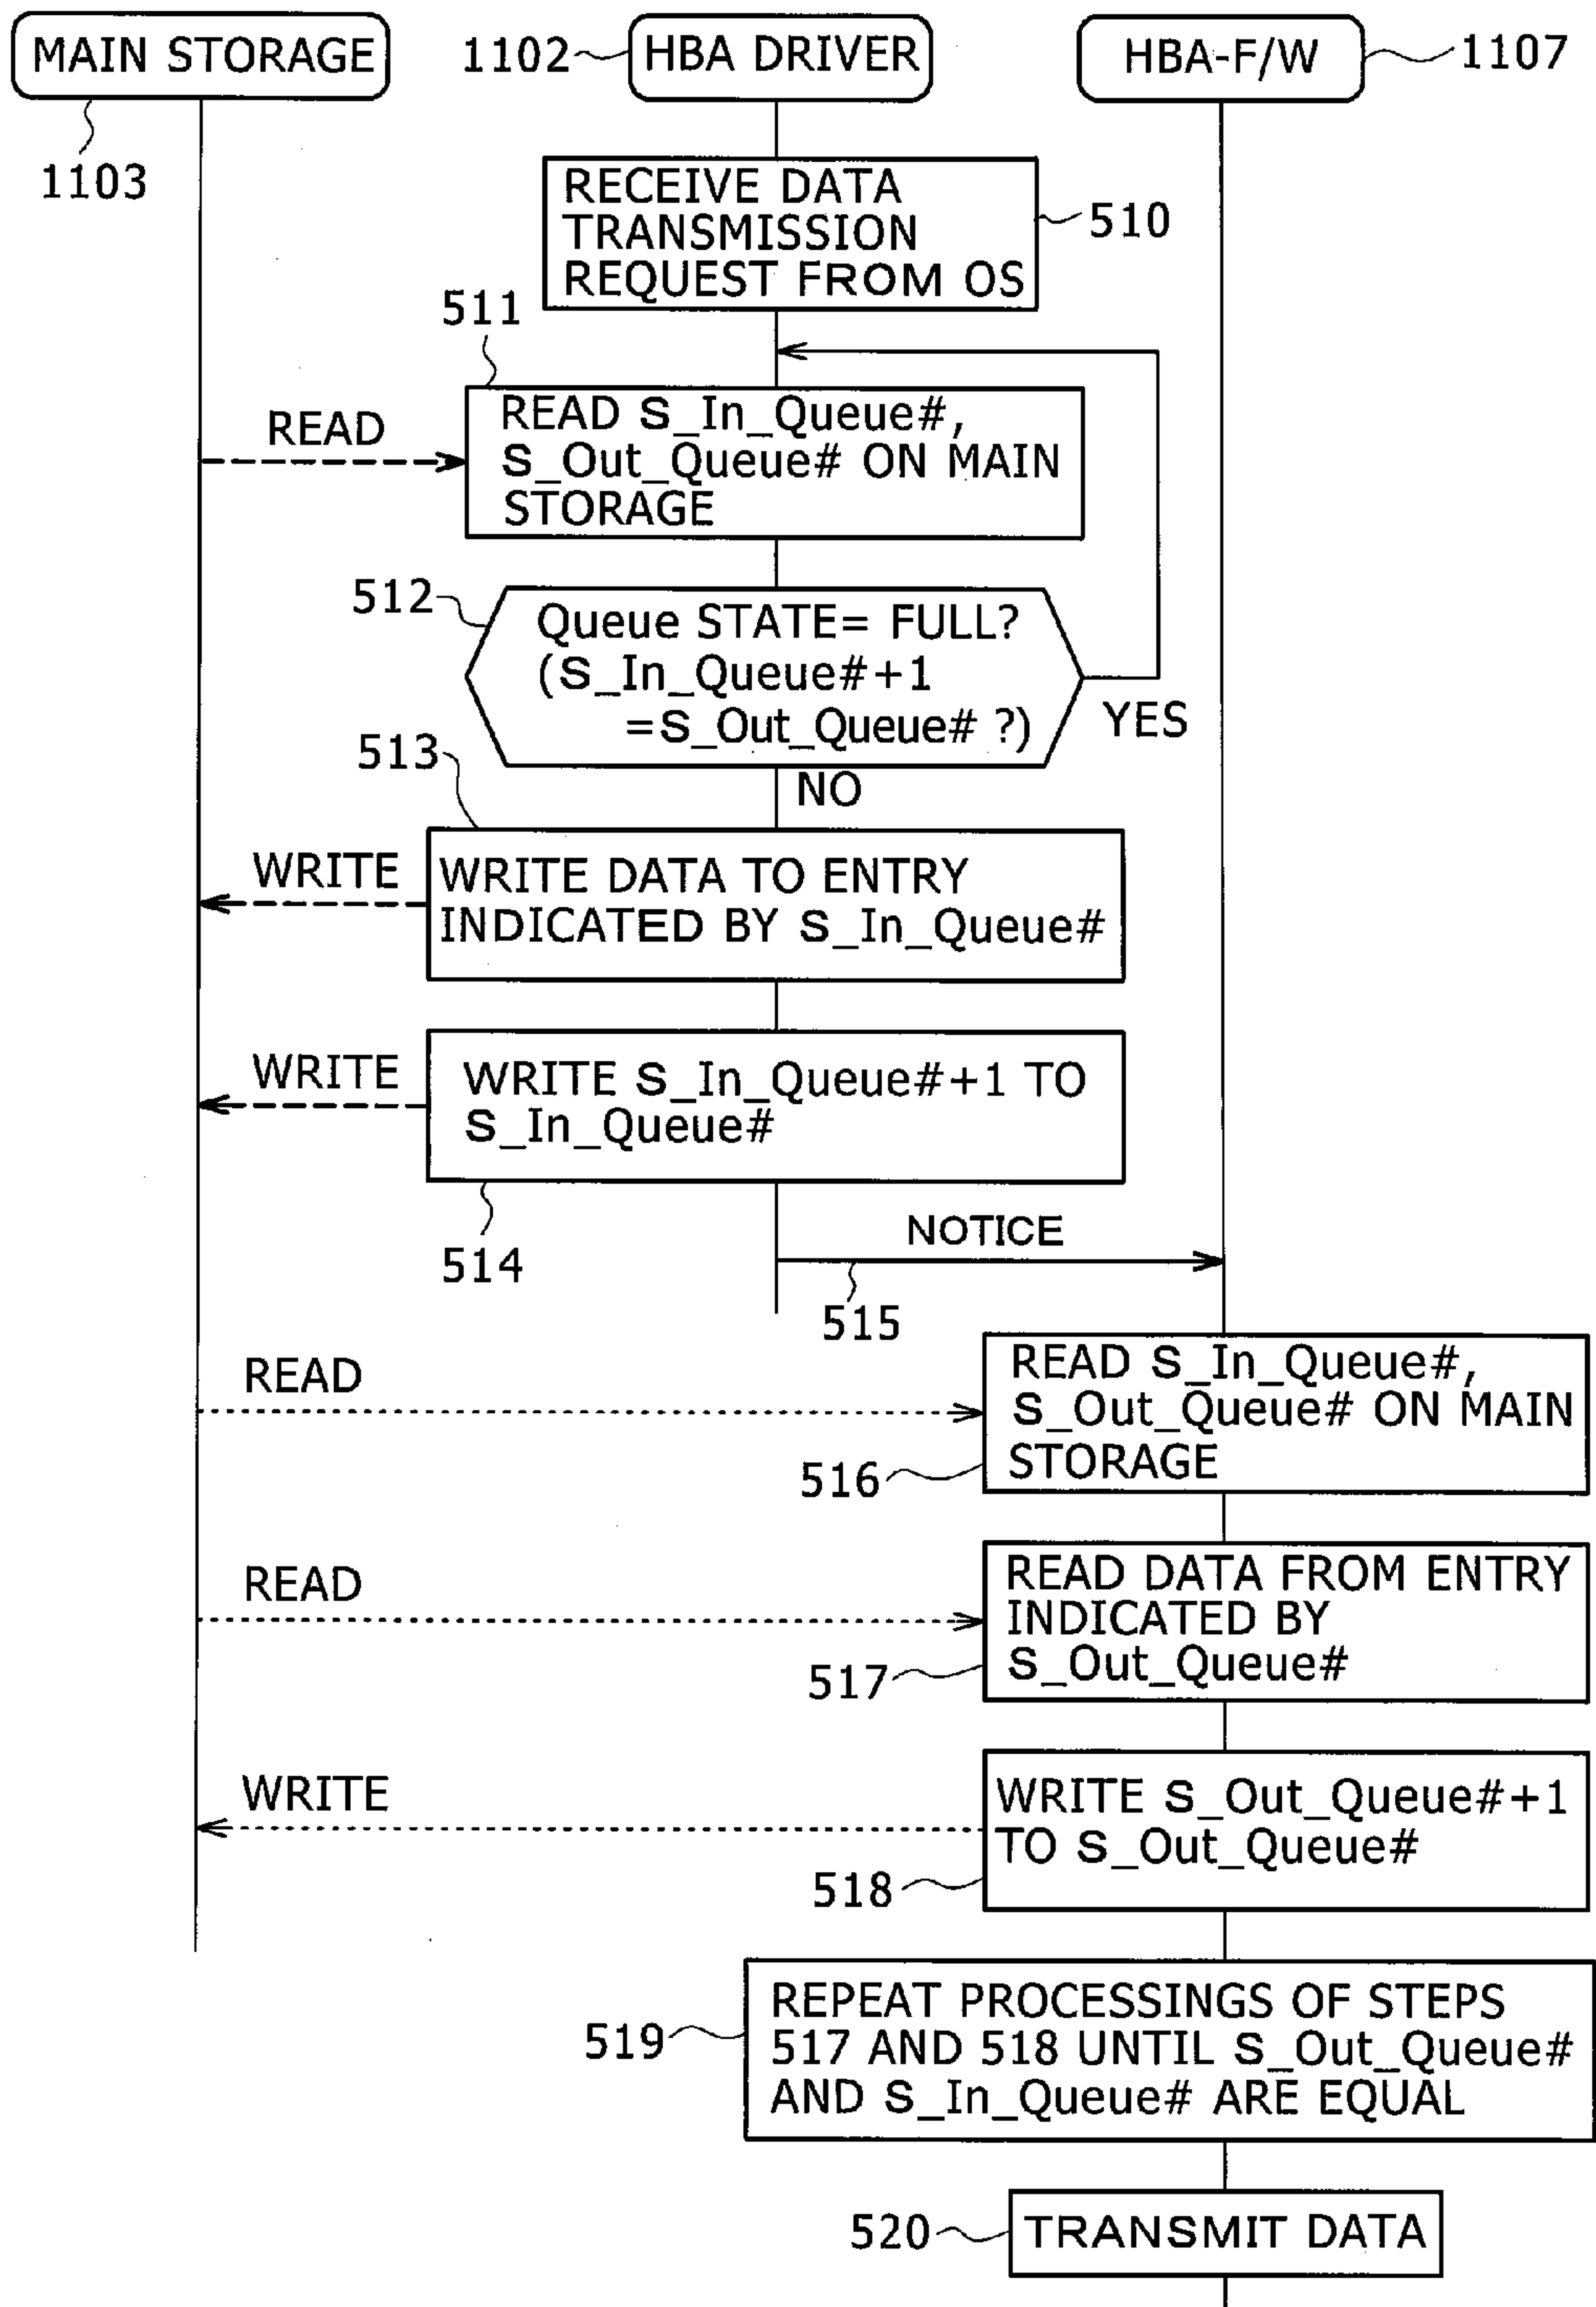 MAIN STORAGE
1103
1102
HBA DRIVER
HBA-F/W
1107
RECEIVE DATA
TRANSMISSION
REQUEST FROM OS
510
511
READ
READ S_In_Queue#,
S_Out_Queue# ON MAIN
STORAGE
512
Queue STATE= FULL?
(S_In_Queue#+1
=S_Out_Queue# ?)
YES
NO
513
WRITE
WRITE DATA TO ENTRY
INDICATED BY S_In_Queue#
WRITE
WRITE S_In_Queue#+1 TO
S_In_Queue#
514
NOTICE
515
READ
READ S_In_Queue#,
S_Out_Queue# ON MAIN
STORAGE
516
READ
READ DATA FROM ENTRY
INDICATED BY
S_Out_Queue#
517
WRITE
WRITE S_Out_Queue#+1
TO S_Out_Queue#
518
519
REPEAT PROCESSINGS OF STEPS
517 AND 518 UNTIL S_Out_Queue#
AND S_In_Queue# ARE EQUAL
520
TRANSMIT DATA